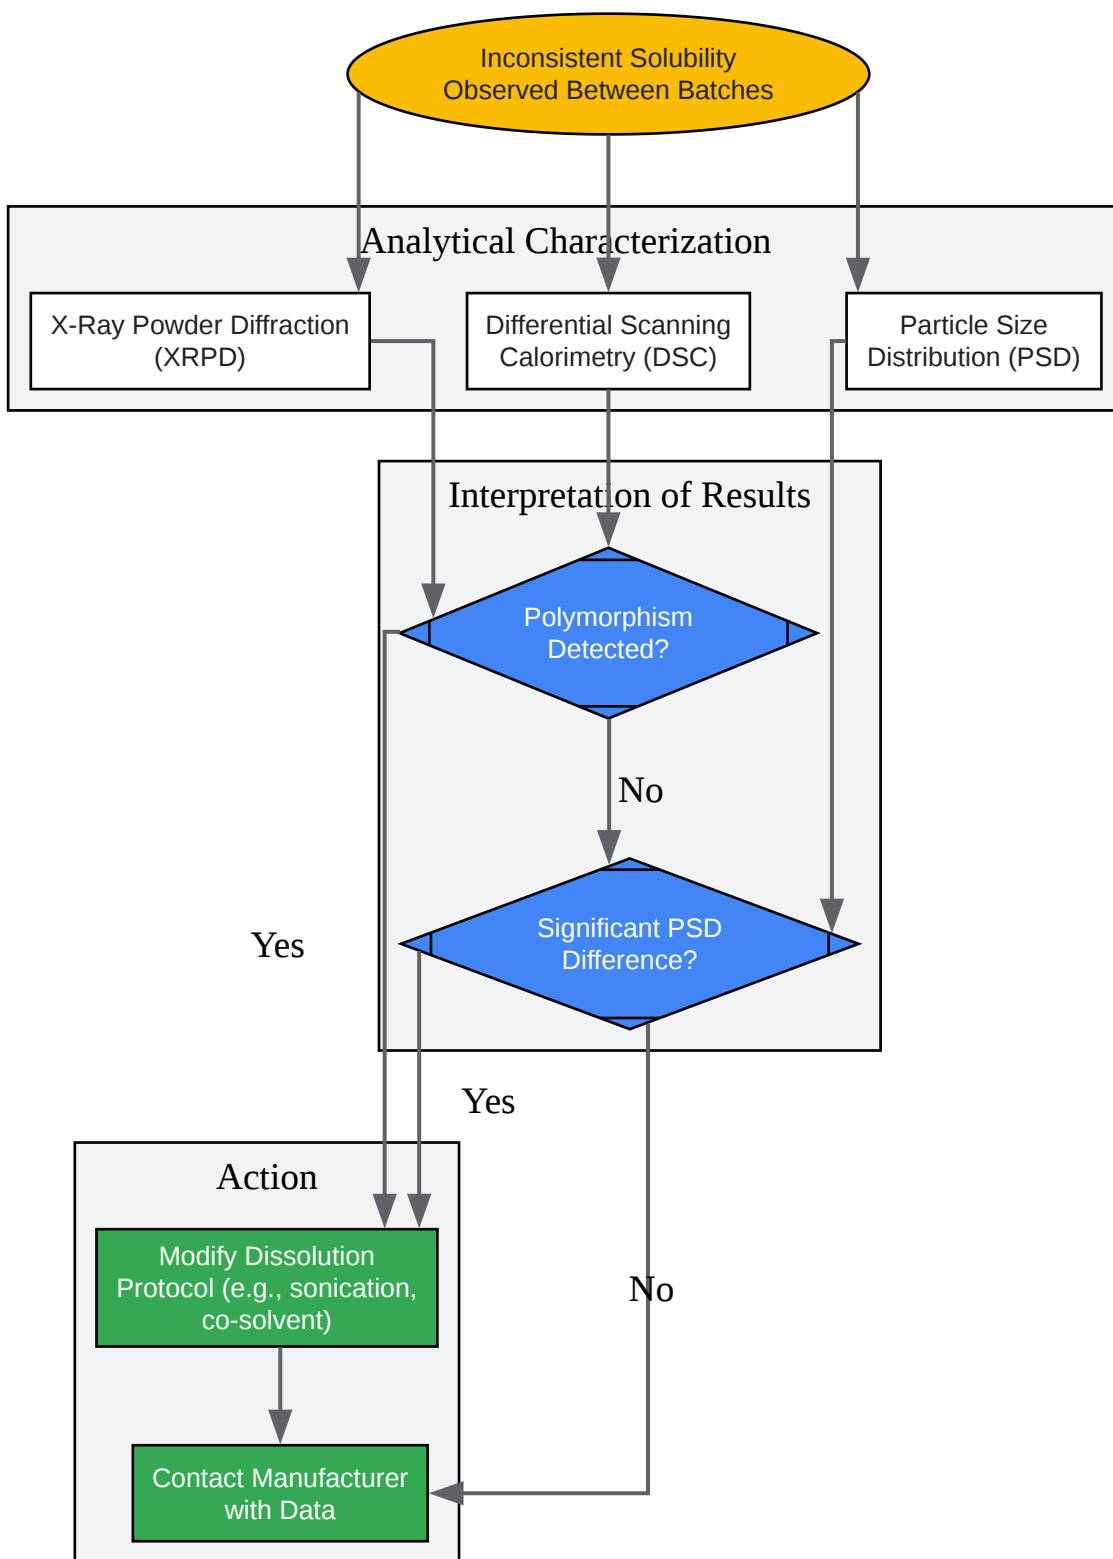 Inconsistent Solubility
Observed Between Batches
Analytical Characterization
X-Ray Powder Diffraction
(XRPD)
Differential Scanning
Calorimetry (DSC)
Particle Size
Distribution (PSD)
Interpretation of Results
Polymorphism
Detected?
No
Significant PSD
Difference?
Yes
Yes
Action
Modify Dissolution
Protocol (e.g., sonication,
co-solvent)
No
Contact Manufacturer
with Data